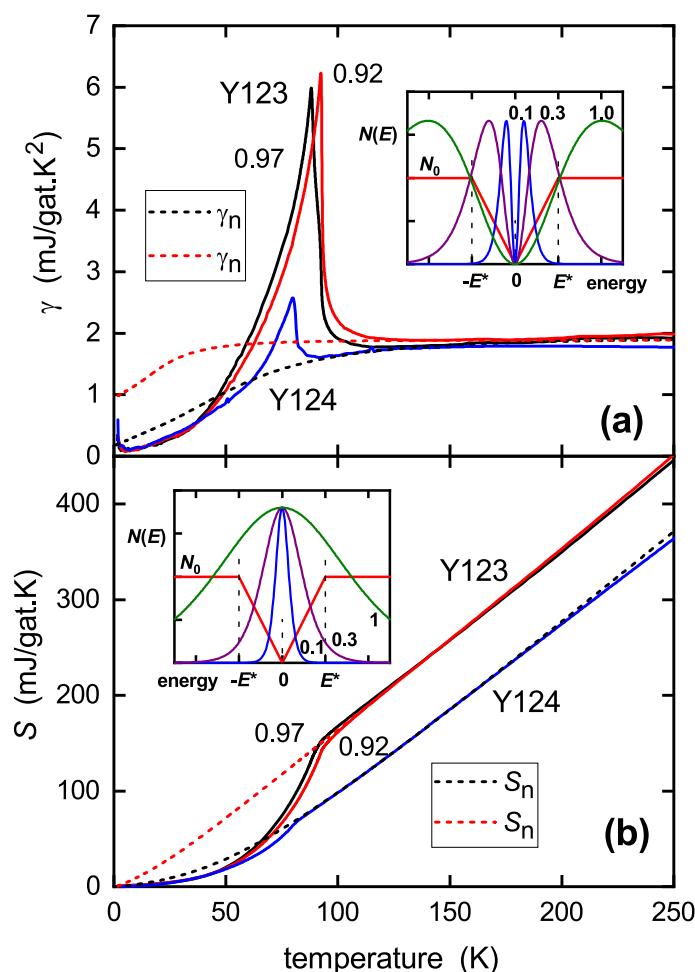 7
6
5
4
3
2
1
0
γ (mJ/gat.K²)
Y123
0.92
0.97
γn
γn
Y124
(a)
N(E)
N₀
0.1
0.3
1.0
-E*
0
E*
energy
400
300
200
100
0
S (mJ/gat.K)
N(E)
N₀
1
0.3
0.1
energy
-E*
0
E*
Y123
Y124
0.97
0.92
Sn
Sn
(b)
0
50
100
150
200
250
temperature (K)